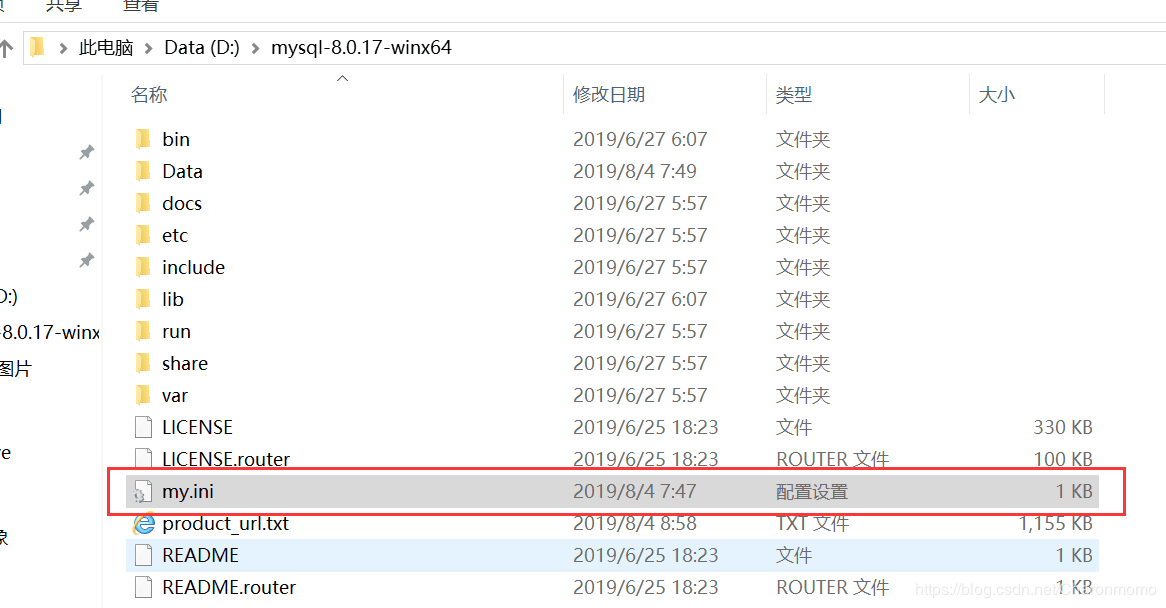 共享 查看
此电脑 > Data (D:) > mysql-8.0.17-winx64
名称 修改日期 类型 大小
bin 2019/6/27 6:07 文件夹
Data 2019/8/4 7:49 文件夹
docs 2019/6/27 5:57 文件夹
etc 2019/6/27 5:57 文件夹
include 2019/6/27 5:57 文件夹
D:)
lib 2019/6/27 6:07 文件夹
-8.0.17-winx
run 2019/6/27 5:57 文件夹
图片
share 2019/6/27 5:57 文件夹
var 2019/6/27 5:57 文件夹
LICENSE 2019/6/25 18:23 文件 330 KB
re
LICENSE.router 2019/6/25 18:23 ROUTER 文件 100 KB
my.ini 2019/8/4 7:47 配置设置 1 KB
product_url.txt 2019/8/4 8:58 TXT 文件 1,155 KB
象
README 2019/6/25 18:23 文件 1 KB
README.router 2019/6/25 18:23 ROUTER 文件 1 KB